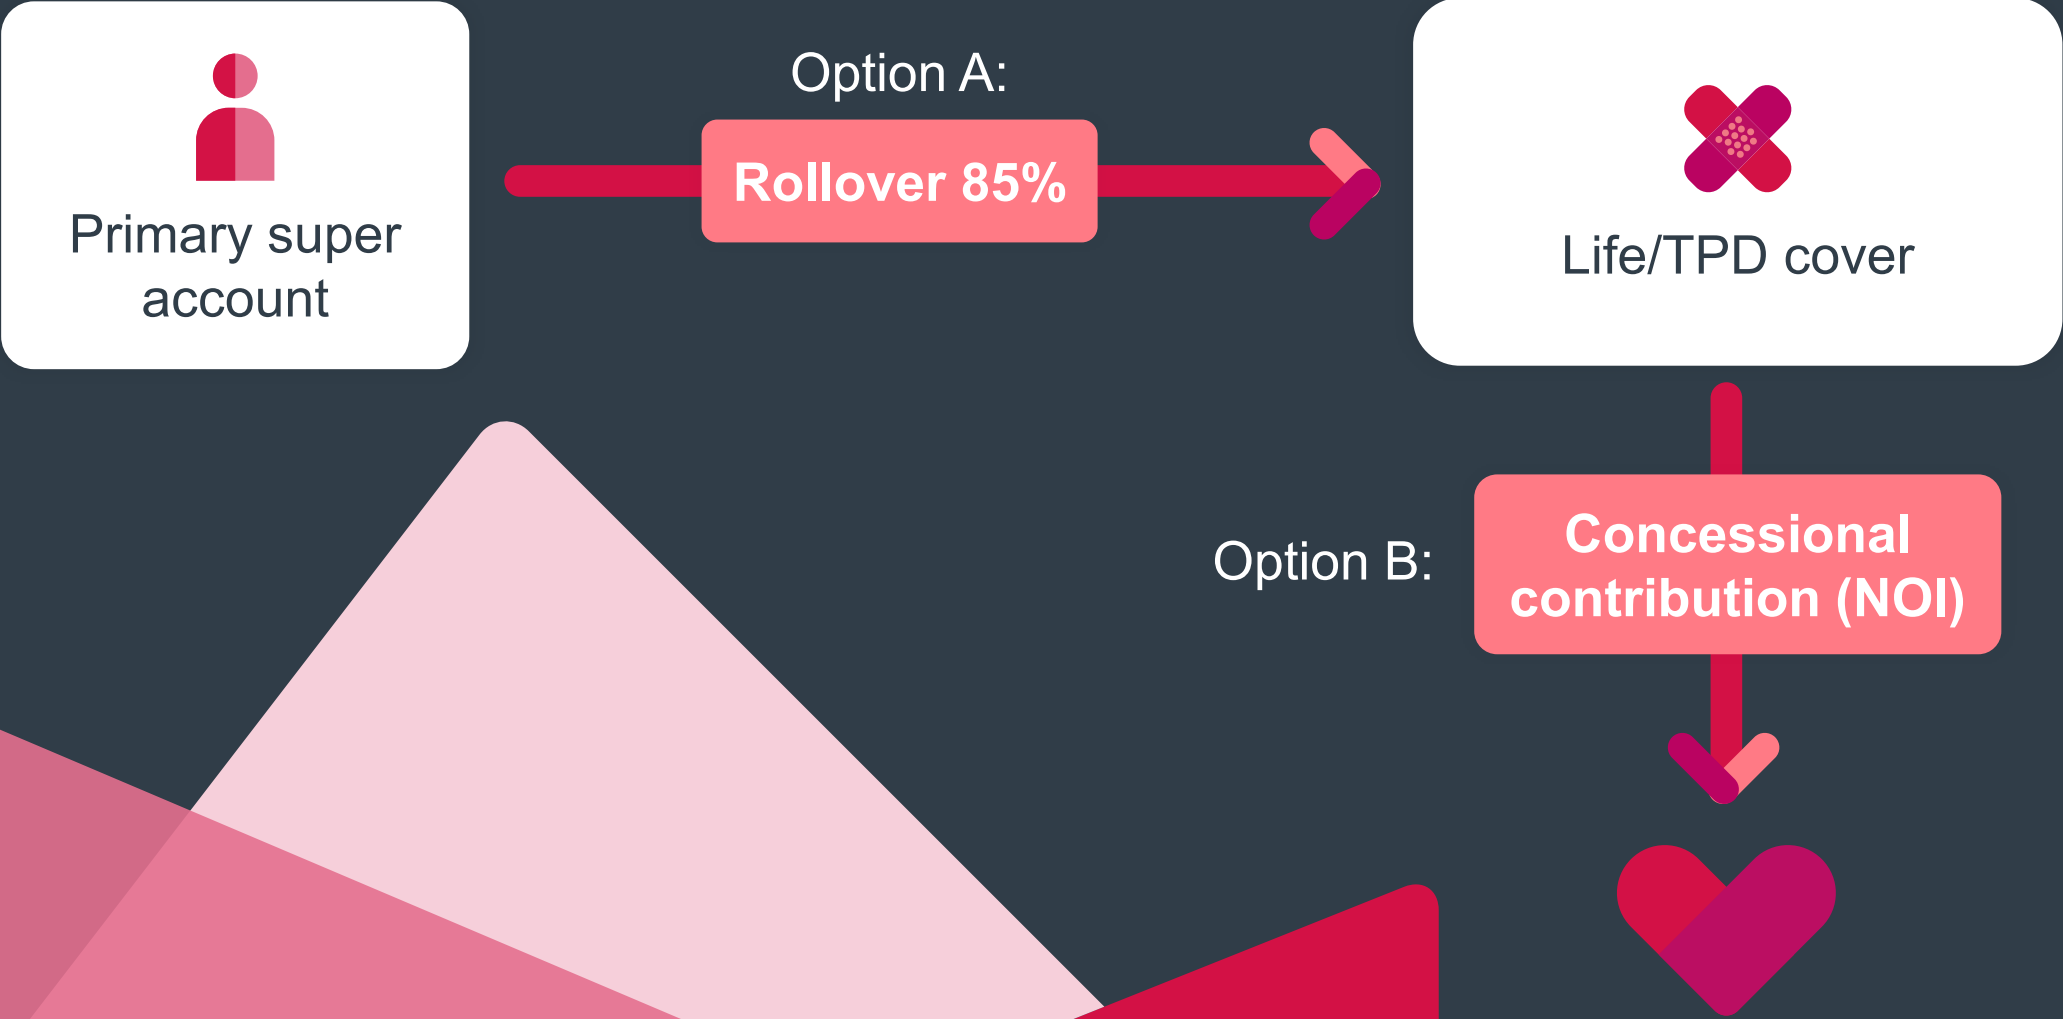 Primary super
account
Option A:
Rollover 85%
Life/TPD cover
Option B:
Concessional
contribution (NOI)